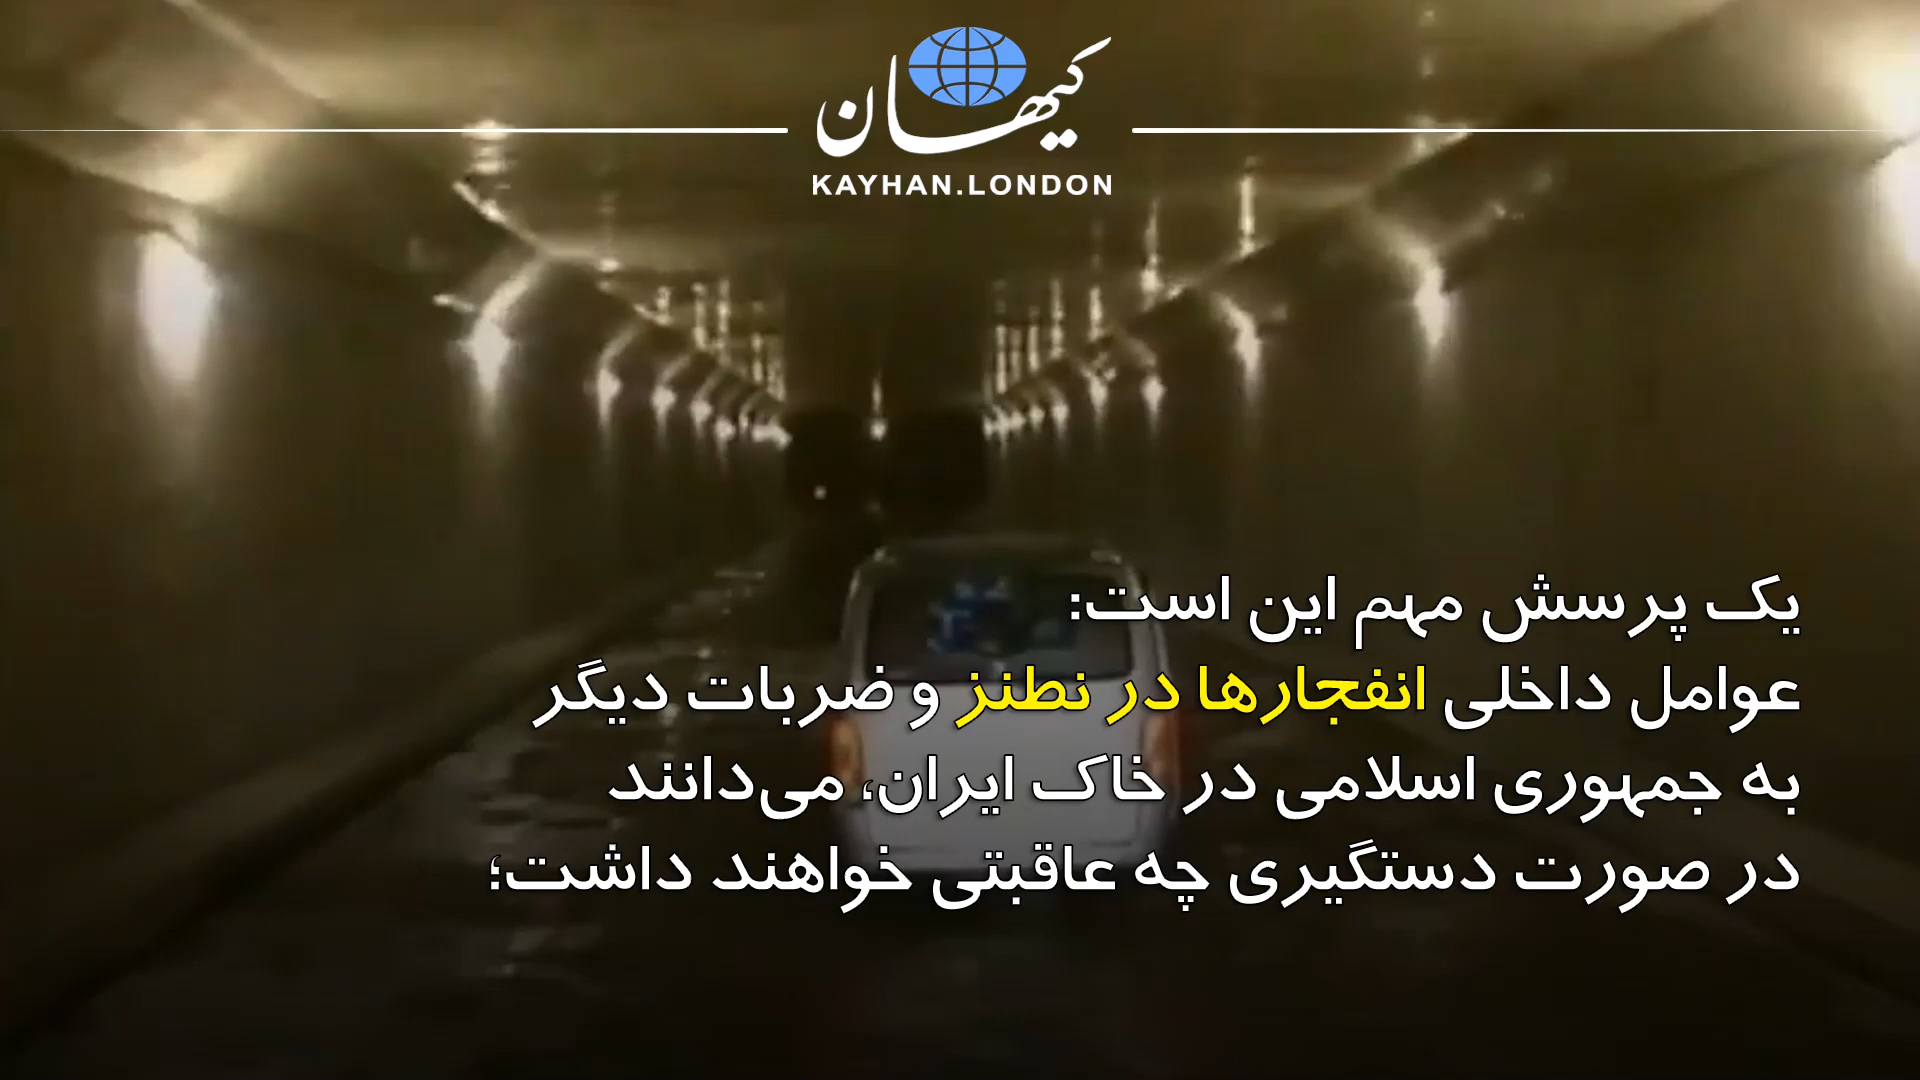 کیهان
KAYHAN.LONDON
یک پرسش مهم این است:
عوامل داخلی انفجارها در نطنز و ضربات دیگر
به جمهوری اسلامی در خاک ایران، می‌دانند
در صورت دستگیری چه عاقبتی خواهند داشت؛